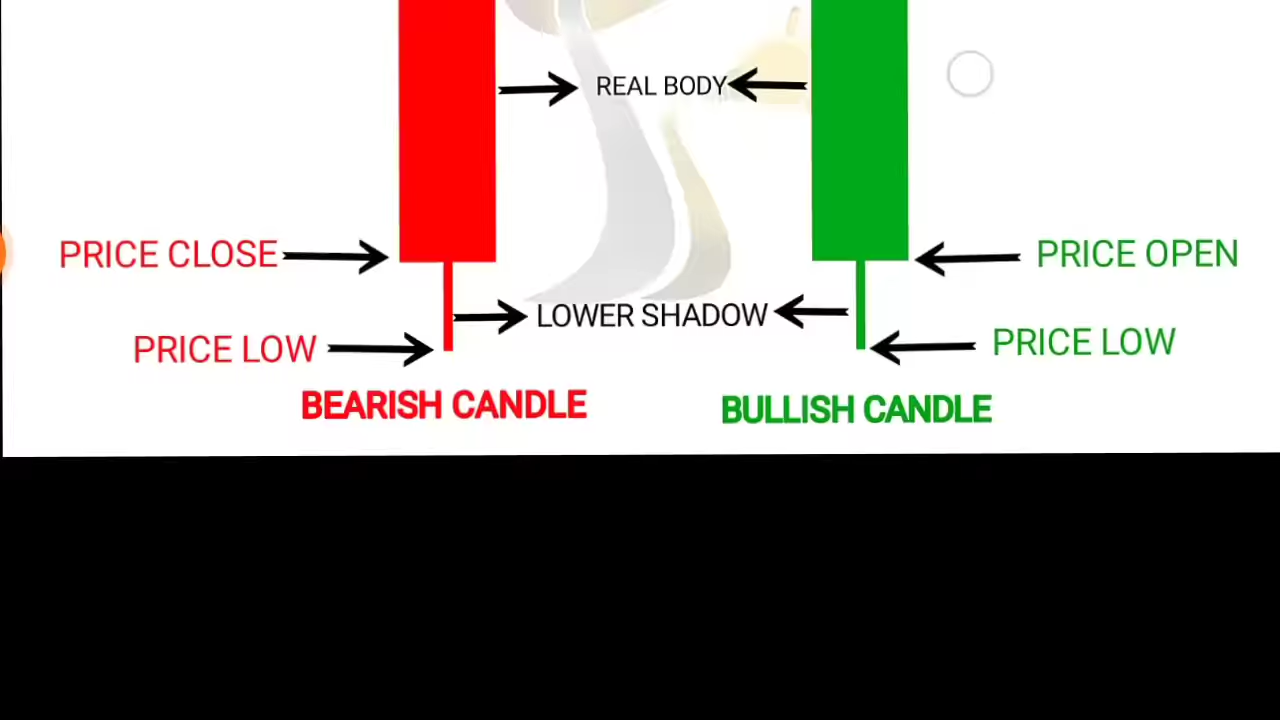 REAL BODY
PRICE CLOSE
PRICE OPEN
LOWER SHADOW
PRICE LOW
PRICE LOW
BEARISH CANDLE
BULLISH CANDLE